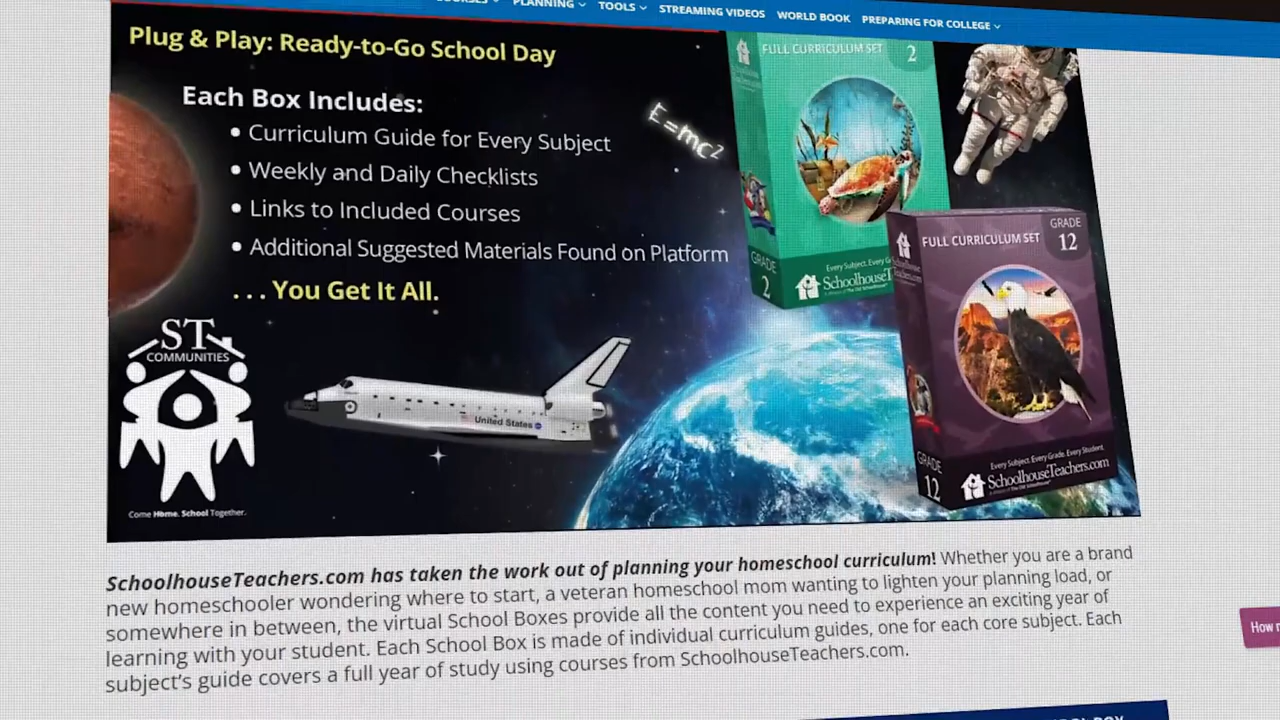 PLANNING
TOOLS
STREAMING VIDEOS
WORLD BOOK
PREPARING FOR COLLEGE
Plug & Play: Ready-to-Go School Day
Each Box Includes:
• Curriculum Guide for Every Subject
• Weekly and Daily Checklists
• Links to Included Courses
• Additional Suggested Materials Found on Platform
. . . You Get It All.
E=mc²
FULL CURRICULUM SET
2
GRADE
2
Every Subject. Every
SchoolhouseT
FULL CURRICULUM SET
GRADE
12
GRADE
12
Every Subject. Every Grade. Every Student.
SchoolhouseTeachers.com
ST
COMMUNITIES
Come Home. School Together.
United States
SchoolhouseTeachers.com has taken the work out of planning your homeschool curriculum! Whether you are a brand
new homeschooler wondering where to start, a veteran homeschool mom wanting to lighten your planning load, or
somewhere in between, the virtual School Boxes provide all the content you need to experience an exciting year of
learning with your student. Each School Box is made of individual curriculum guides, one for each core subject. Each
subject's guide covers a full year of study using courses from SchoolhouseTeachers.com.
How